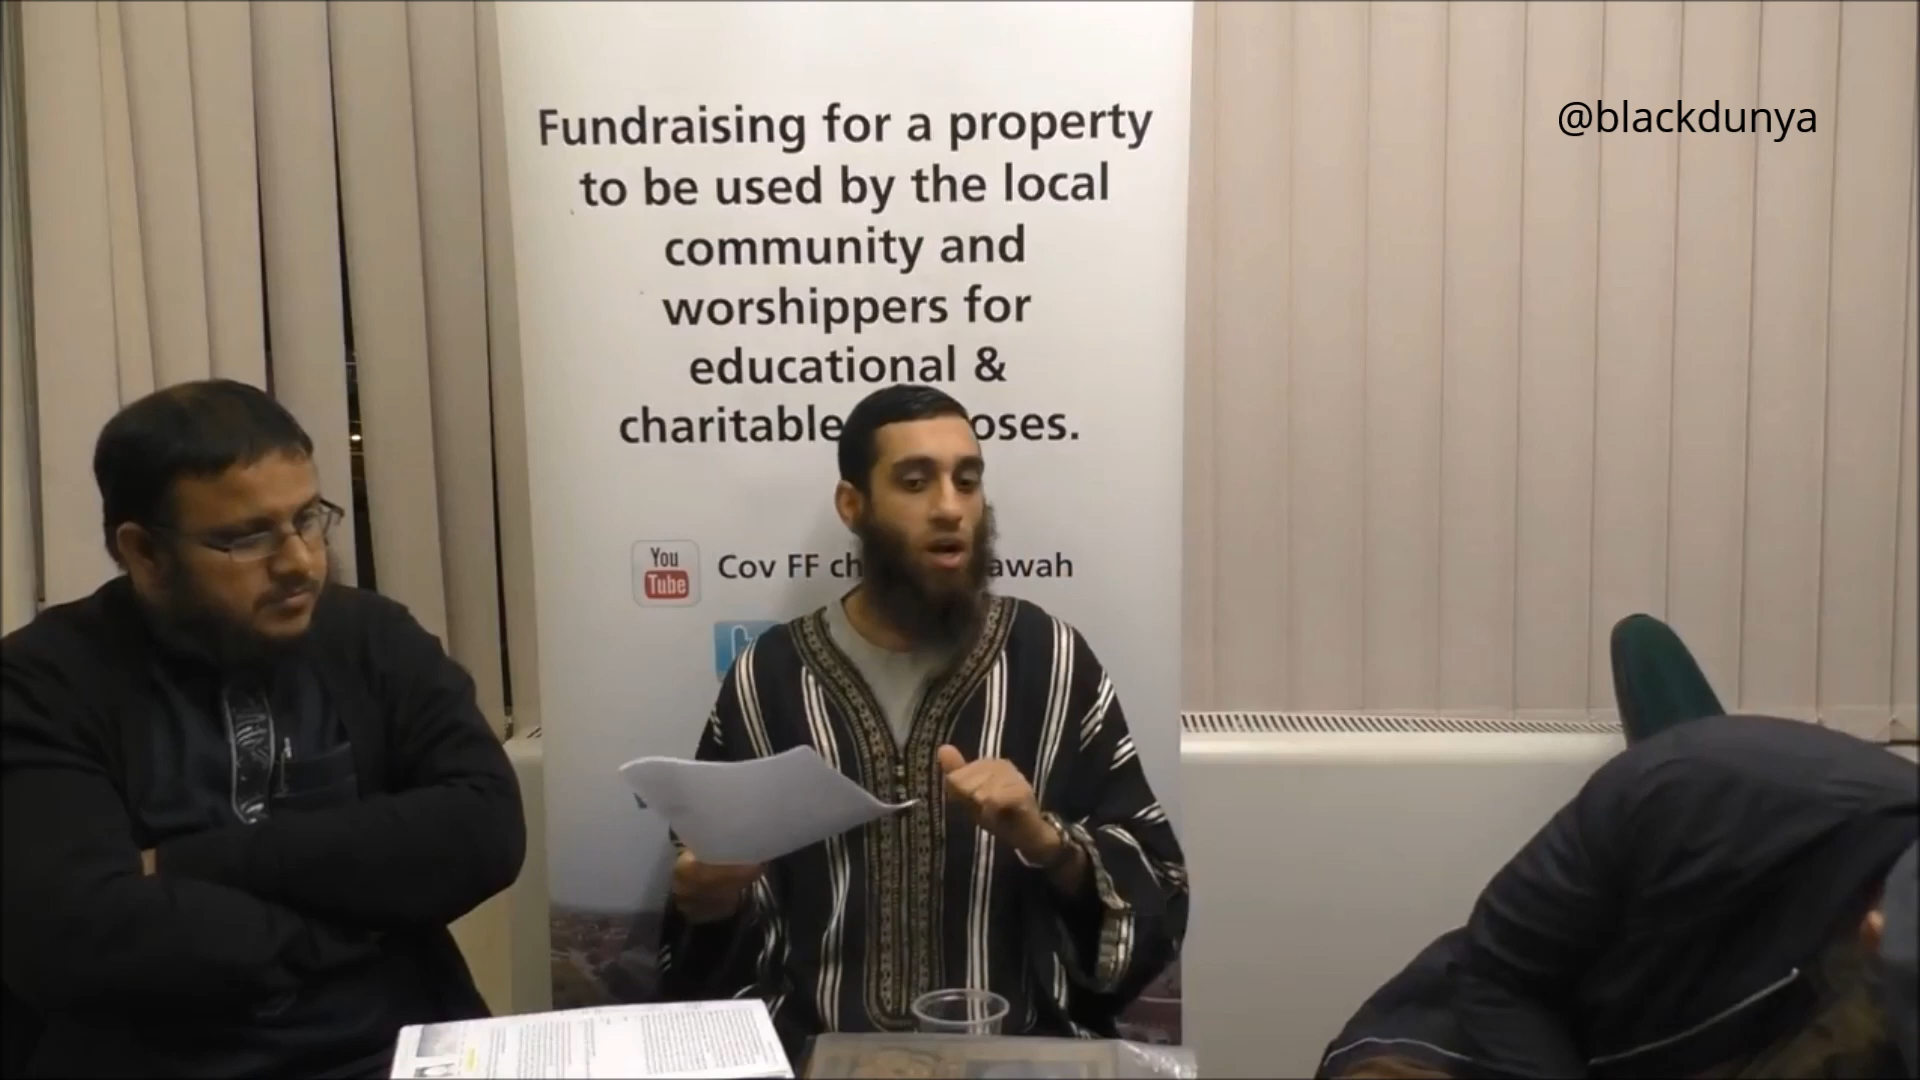 @blackdunya
Fundraising for a property
to be used by the local
community and
worshippers for
educational &
charitable oses.
You
Tube
Cov FF ch awah